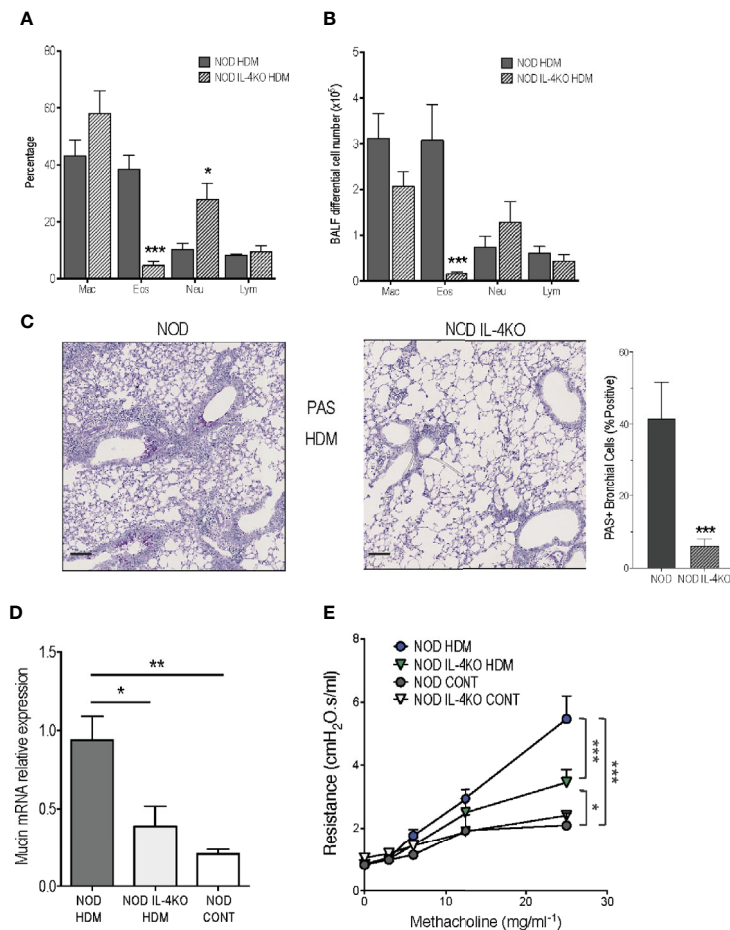 A
80
60
40
20
0
Percentage
NOD HDM
NOD IL-4KO HDM
***
*
Mac Eos Neu Lym
B
5
4
3
2
1
0
BALF differential cell number (x10⁵)
NOD HDM
NOD IL-4KO HDM
***
Mac Eos Neu Lym
C
NOD
PAS
HDM
NOD IL-4KO
60
40
20
0
PAS+ Bronchial Cells (% Positive)
***
NOD NOD IL-4KO
D
1.5
1.0
0.5
0.0
Mucin mRNA relative expression
**
*
NOD HDM
NOD IL-4KO HDM
NOD CONT
E
8
6
4
2
0
Resistance (cmH₂O.s/ml)
NOD HDM
NOD IL-4KO HDM
NOD CONT
NOD IL-4KO CONT
***
***
*
0 10 20 30
Methacholine (mg/ml⁻¹)